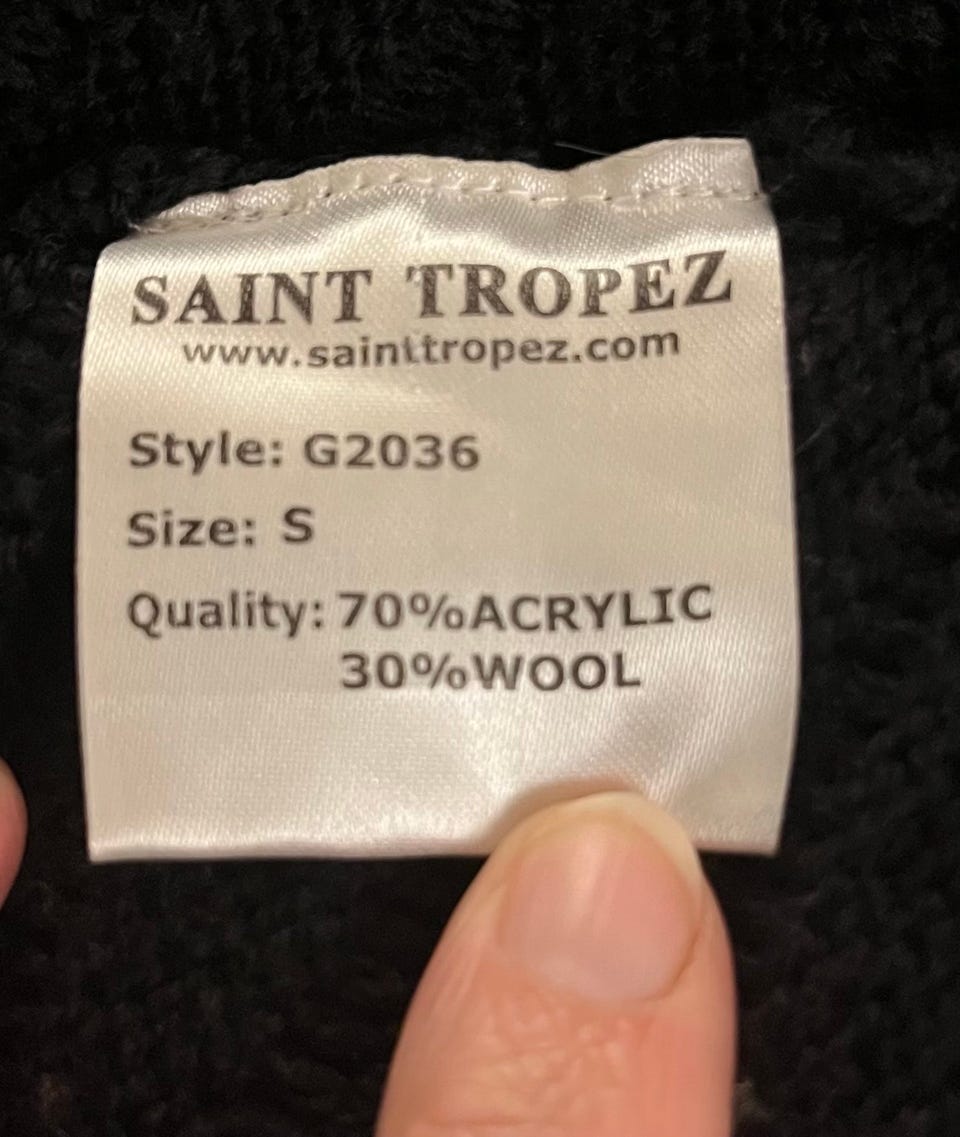 SAINT TROPEZ
www.sainttropez.com
Style: G2036
Size: S
Quality: 70%ACRYLIC
30%WOOL